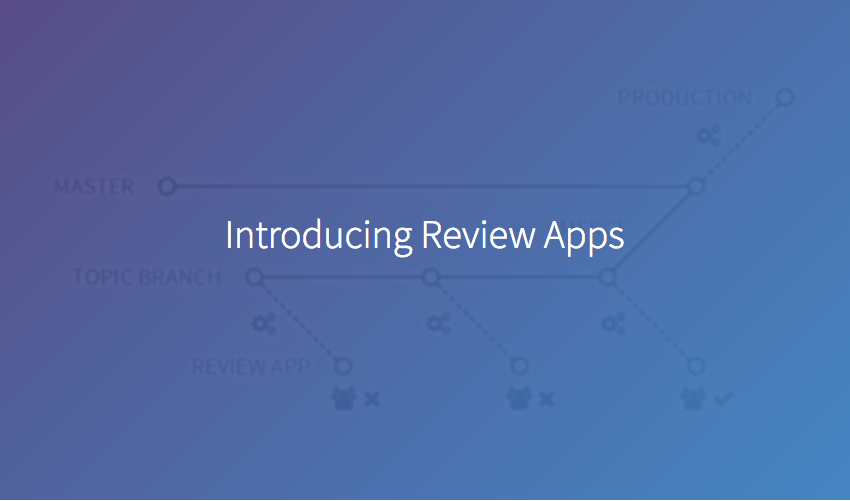 PRODUCTION
MASTER
Introducing Review Apps
TOPIC BRANCH
REVIEW APP